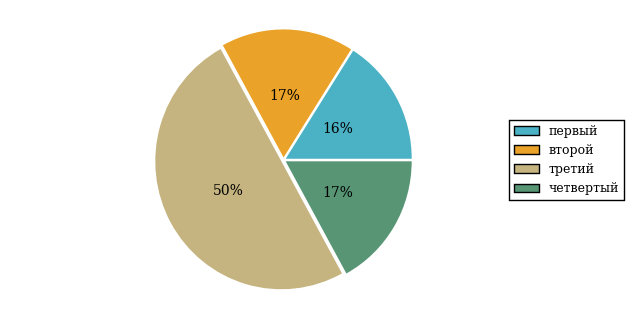 17%
16%
50%
17%
первый
второй
третий
четвертый